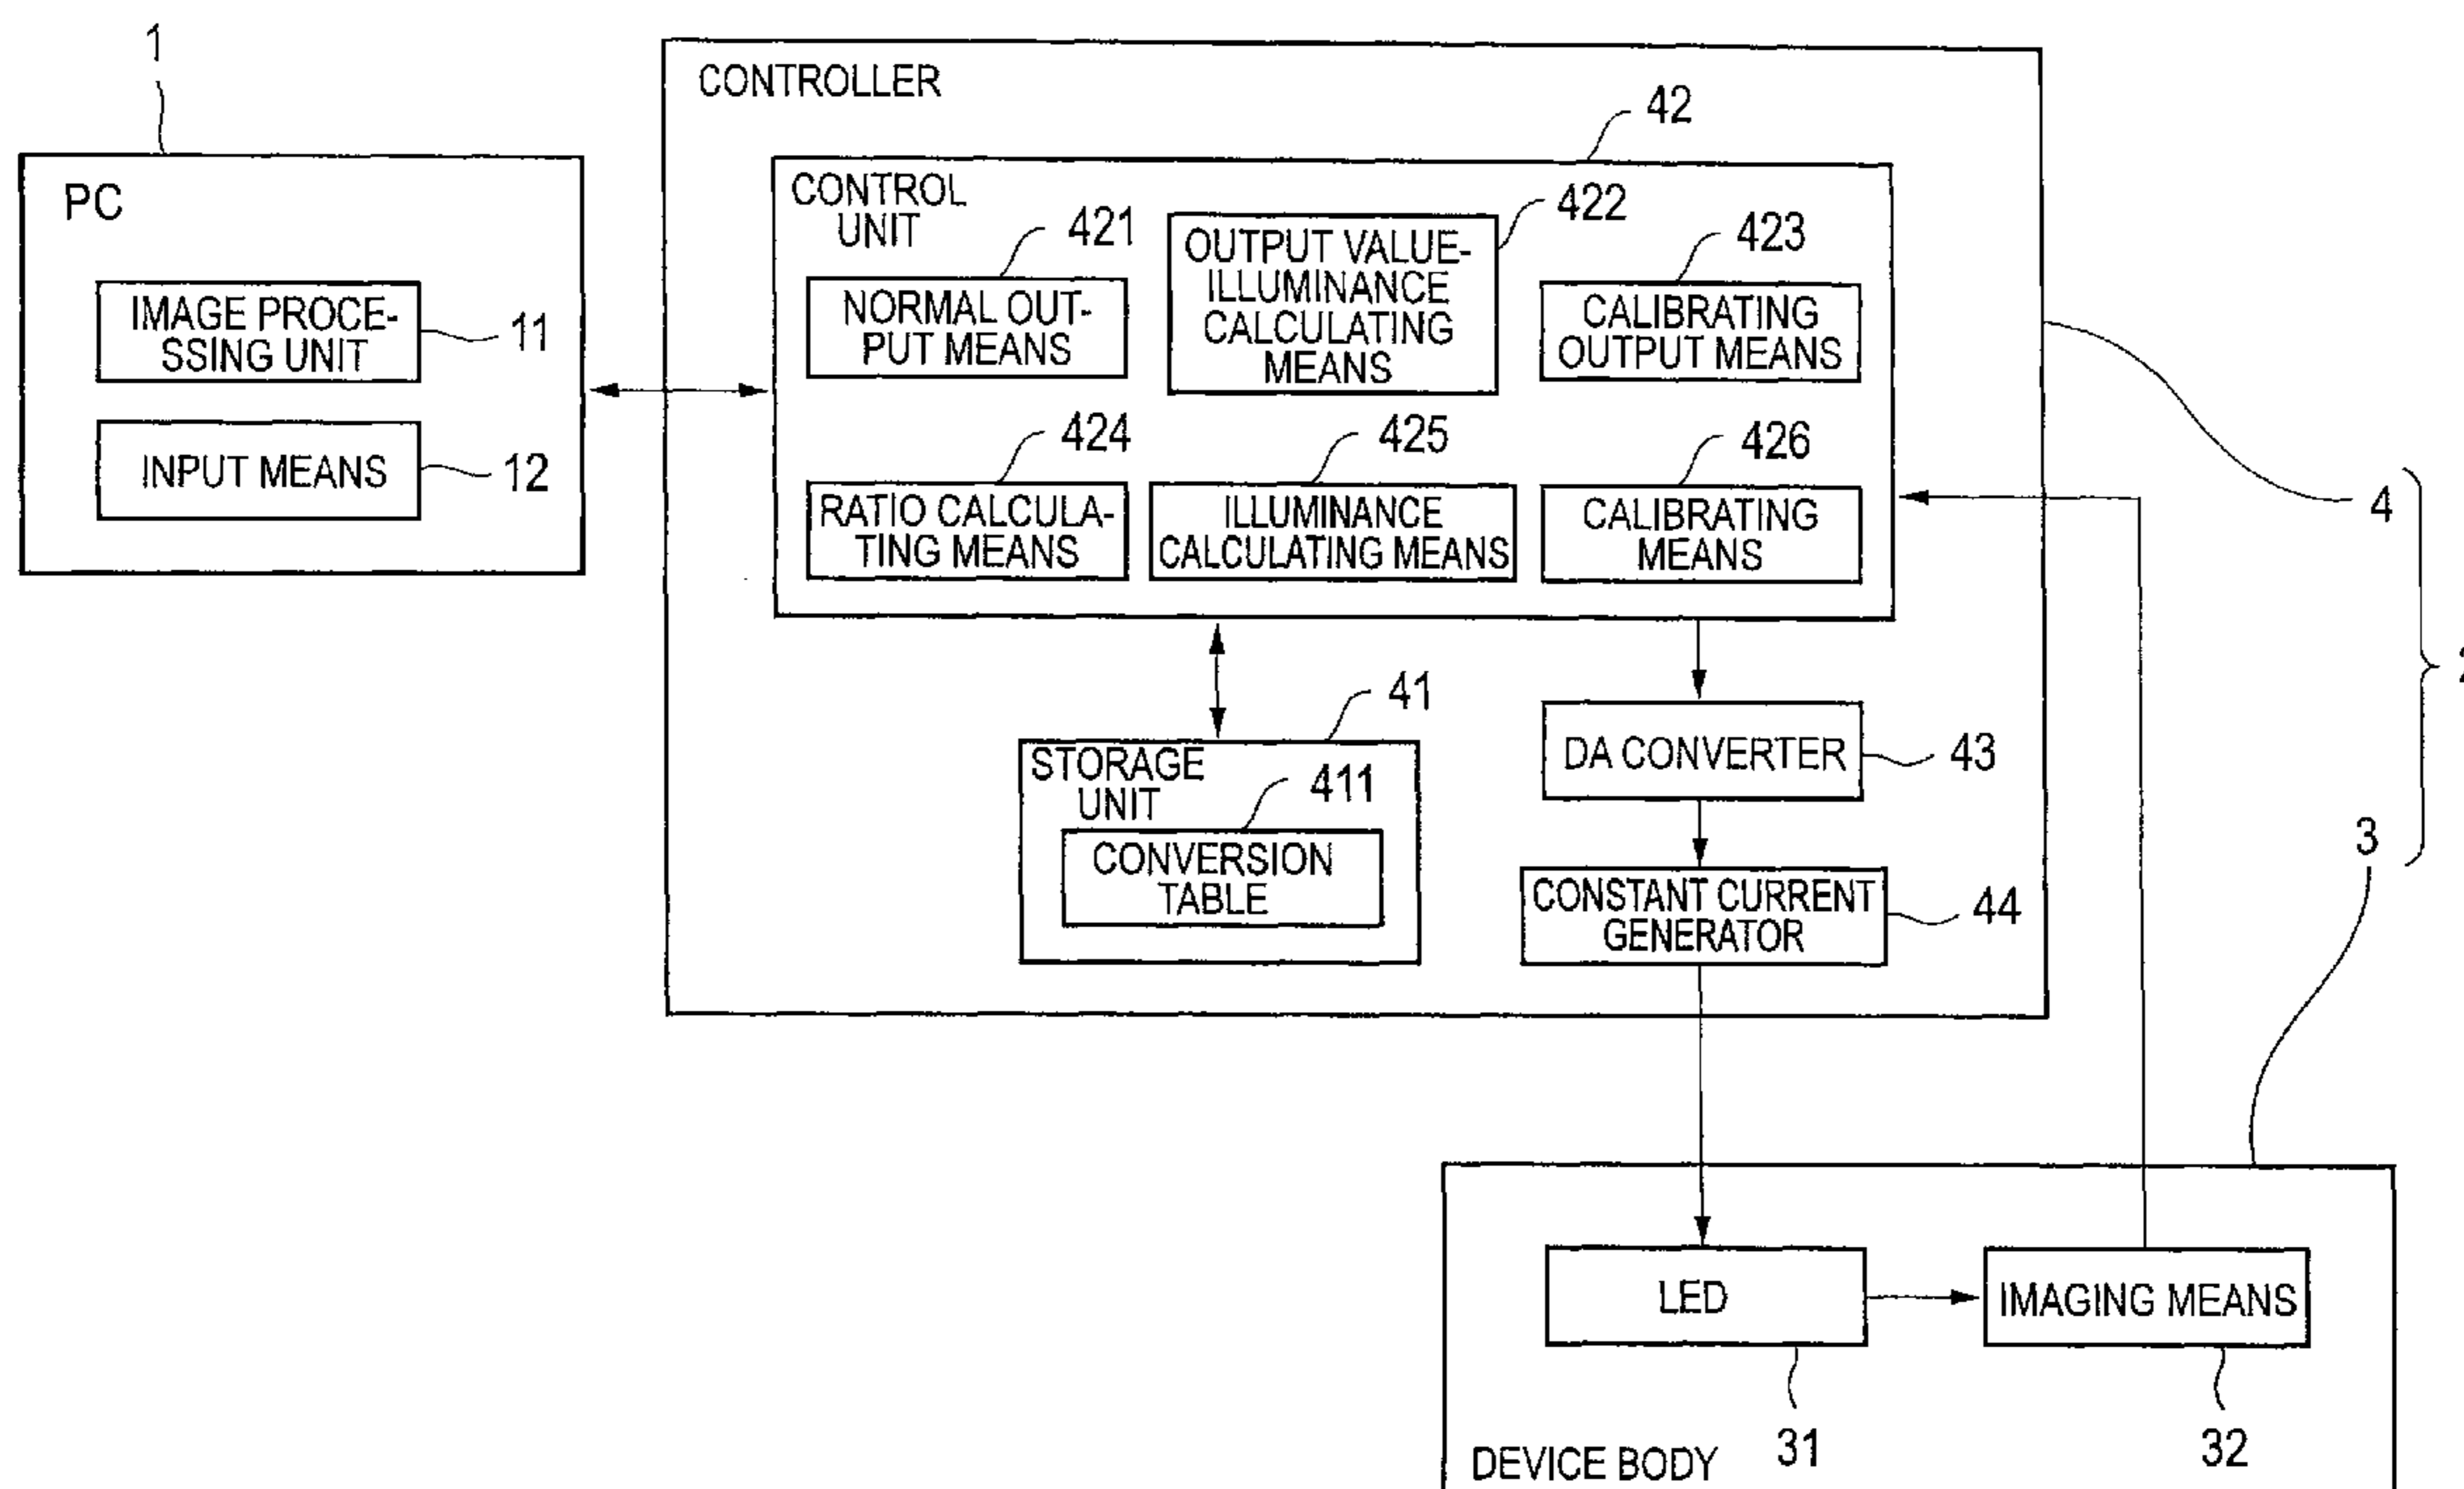 1
CONTROLLER
42
PC
CONTROL
UNIT
421
422
423
OUTPUT VALUE-
ILLUMINANCE
CALCULATING
MEANS
IMAGE PROCE-
SSING UNIT
11
NORMAL OUT-
PUT MEANS
CALIBRATING
OUTPUT MEANS
INPUT MEANS
12
424
425
426
RATIO CALCULA-
TING MEANS
ILLUMINANCE
CALCULATING MEANS
CALIBRATING
MEANS
4
2
41
STORAGE
UNIT
411
CONVERSION
TABLE
DA CONVERTER
43
3
CONSTANT CURRENT
GENERATOR
44
LED
IMAGING MEANS
31
32
DEVICE BODY